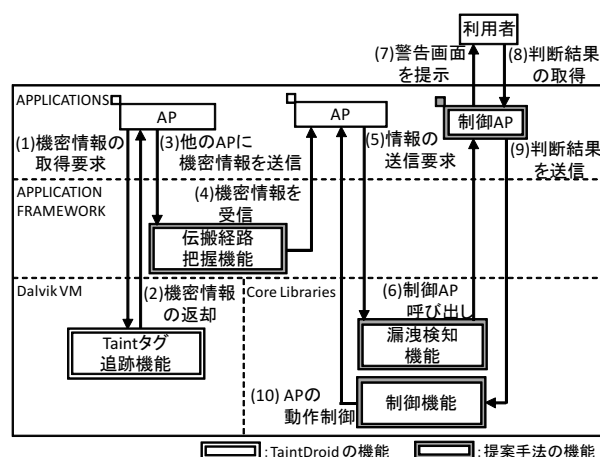 利用者
(7)警告画面
を提示
(8)判断結果
の取得
APPLICATIONS
AP
AP
制御AP
(1)機密情報の
取得要求
(3)他のAPに
機密情報を送信
(5)情報の
送信要求
(9)判断結果
を送信
APPLICATION
FRAMEWORK
(4)機密情報を
受信
伝搬経路
把握機能
Dalvik VM
(2)機密情報
の返却
Core Libraries
(6)制御AP
呼び出し
Taintタグ
追跡機能
漏洩検知
機能
(10) APの
動作制御
制御機能
:TaintDroidの機能
:提案手法の機能